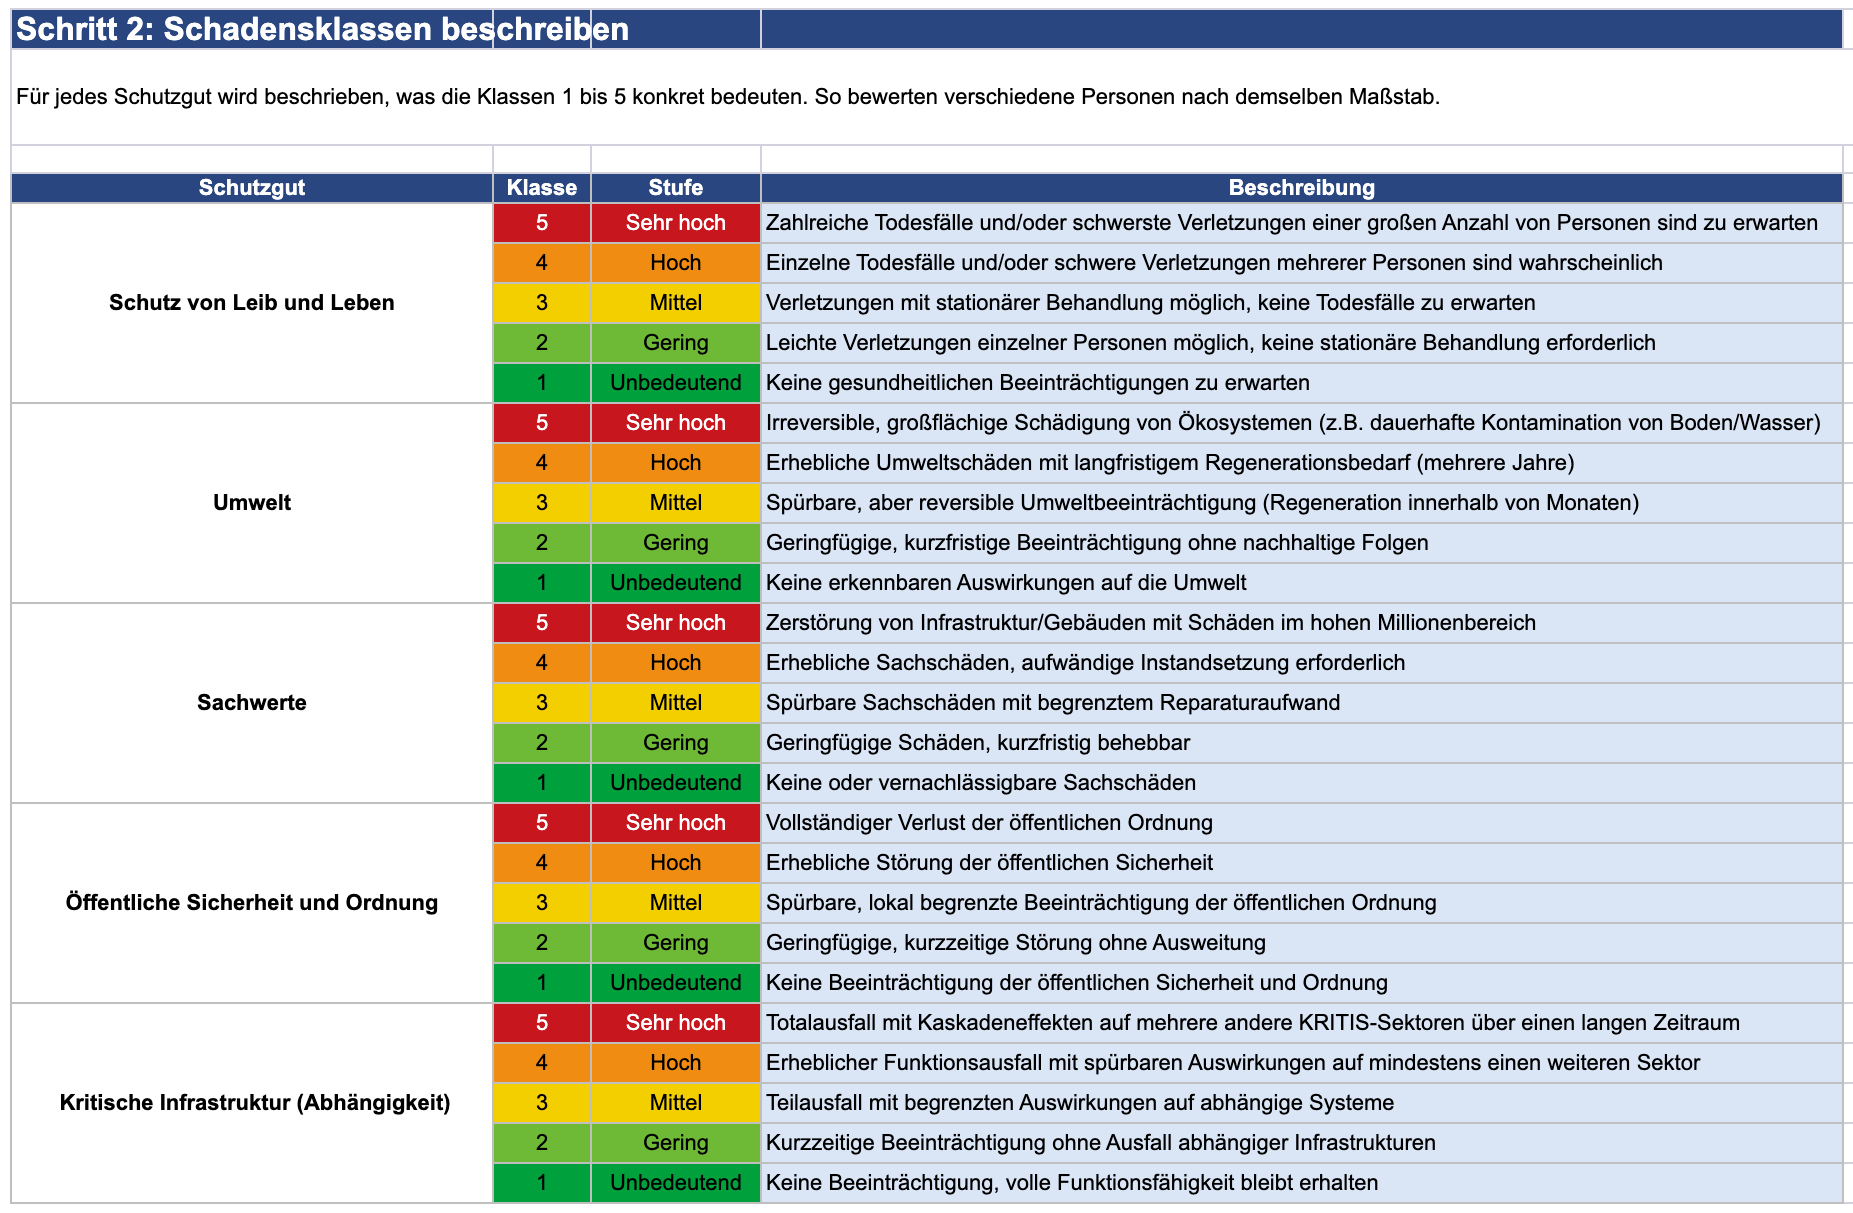 Schritt 2: Schadensklassen beschreiben
Für jedes Schutzgut wird beschrieben, was die Klassen 1 bis 5 konkret bedeuten. So bewerten verschiedene Personen nach demselben Maßstab.
Schutzgut Klasse Stufe Beschreibung
Schutz von Leib und Leben
5 Sehr hoch Zahlreiche Todesfälle und/oder schwerste Verletzungen einer großen Anzahl von Personen sind zu erwarten
4 Hoch Einzelne Todesfälle und/oder schwere Verletzungen mehrerer Personen sind wahrscheinlich
3 Mittel Verletzungen mit stationärer Behandlung möglich, keine Todesfälle zu erwarten
2 Gering Leichte Verletzungen einzelner Personen möglich, keine stationäre Behandlung erforderlich
1 Unbedeutend Keine gesundheitlichen Beeinträchtigungen zu erwarten
Umwelt
5 Sehr hoch Irreversible, großflächige Schädigung von Ökosystemen (z.B. dauerhafte Kontamination von Boden/Wasser)
4 Hoch Erhebliche Umweltschäden mit langfristigem Regenerationsbedarf (mehrere Jahre)
3 Mittel Spürbare, aber reversible Umweltbeeinträchtigung (Regeneration innerhalb von Monaten)
2 Gering Geringfügige, kurzfristige Beeinträchtigung ohne nachhaltige Folgen
1 Unbedeutend Keine erkennbaren Auswirkungen auf die Umwelt
Sachwerte
5 Sehr hoch Zerstörung von Infrastruktur/Gebäuden mit Schäden im hohen Millionenbereich
4 Hoch Erhebliche Sachschäden, aufwändige Instandsetzung erforderlich
3 Mittel Spürbare Sachschäden mit begrenztem Reparaturaufwand
2 Gering Geringfügige Schäden, kurzfristig behebbar
1 Unbedeutend Keine oder vernachlässigbare Sachschäden
Öffentliche Sicherheit und Ordnung
5 Sehr hoch Vollständiger Verlust der öffentlichen Ordnung
4 Hoch Erhebliche Störung der öffentlichen Sicherheit
3 Mittel Spürbare, lokal begrenzte Beeinträchtigung der öffentlichen Ordnung
2 Gering Geringfügige, kurzzeitige Störung ohne Ausweitung
1 Unbedeutend Keine Beeinträchtigung der öffentlichen Sicherheit und Ordnung
Kritische Infrastruktur (Abhängigkeit)
5 Sehr hoch Totalausfall mit Kaskadeneffekten auf mehrere andere KRITIS-Sektoren über einen langen Zeitraum
4 Hoch Erheblicher Funktionsausfall mit spürbaren Auswirkungen auf mindestens einen weiteren Sektor
3 Mittel Teilausfall mit begrenzten Auswirkungen auf abhängige Systeme
2 Gering Kurzzeitige Beeinträchtigung ohne Ausfall abhängiger Infrastrukturen
1 Unbedeutend Keine Beeinträchtigung, volle Funktionsfähigkeit bleibt erhalten